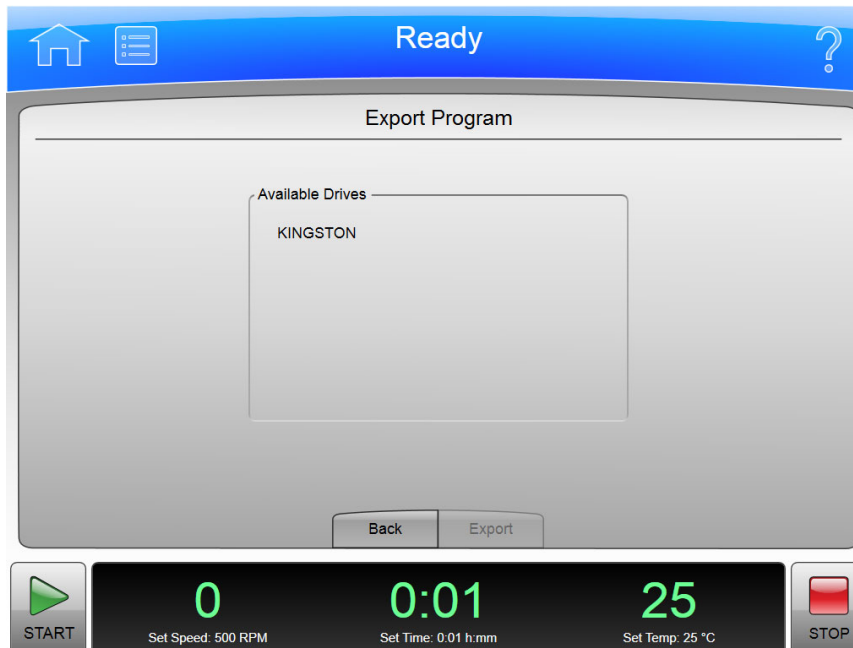 Ready
?
Export Program
Available Drives
KINGSTON
Back Export
0 0:01 25
START Set Speed: 500 RPM Set Time: 0:01 h:mm Set Temp: 25 °C STOP